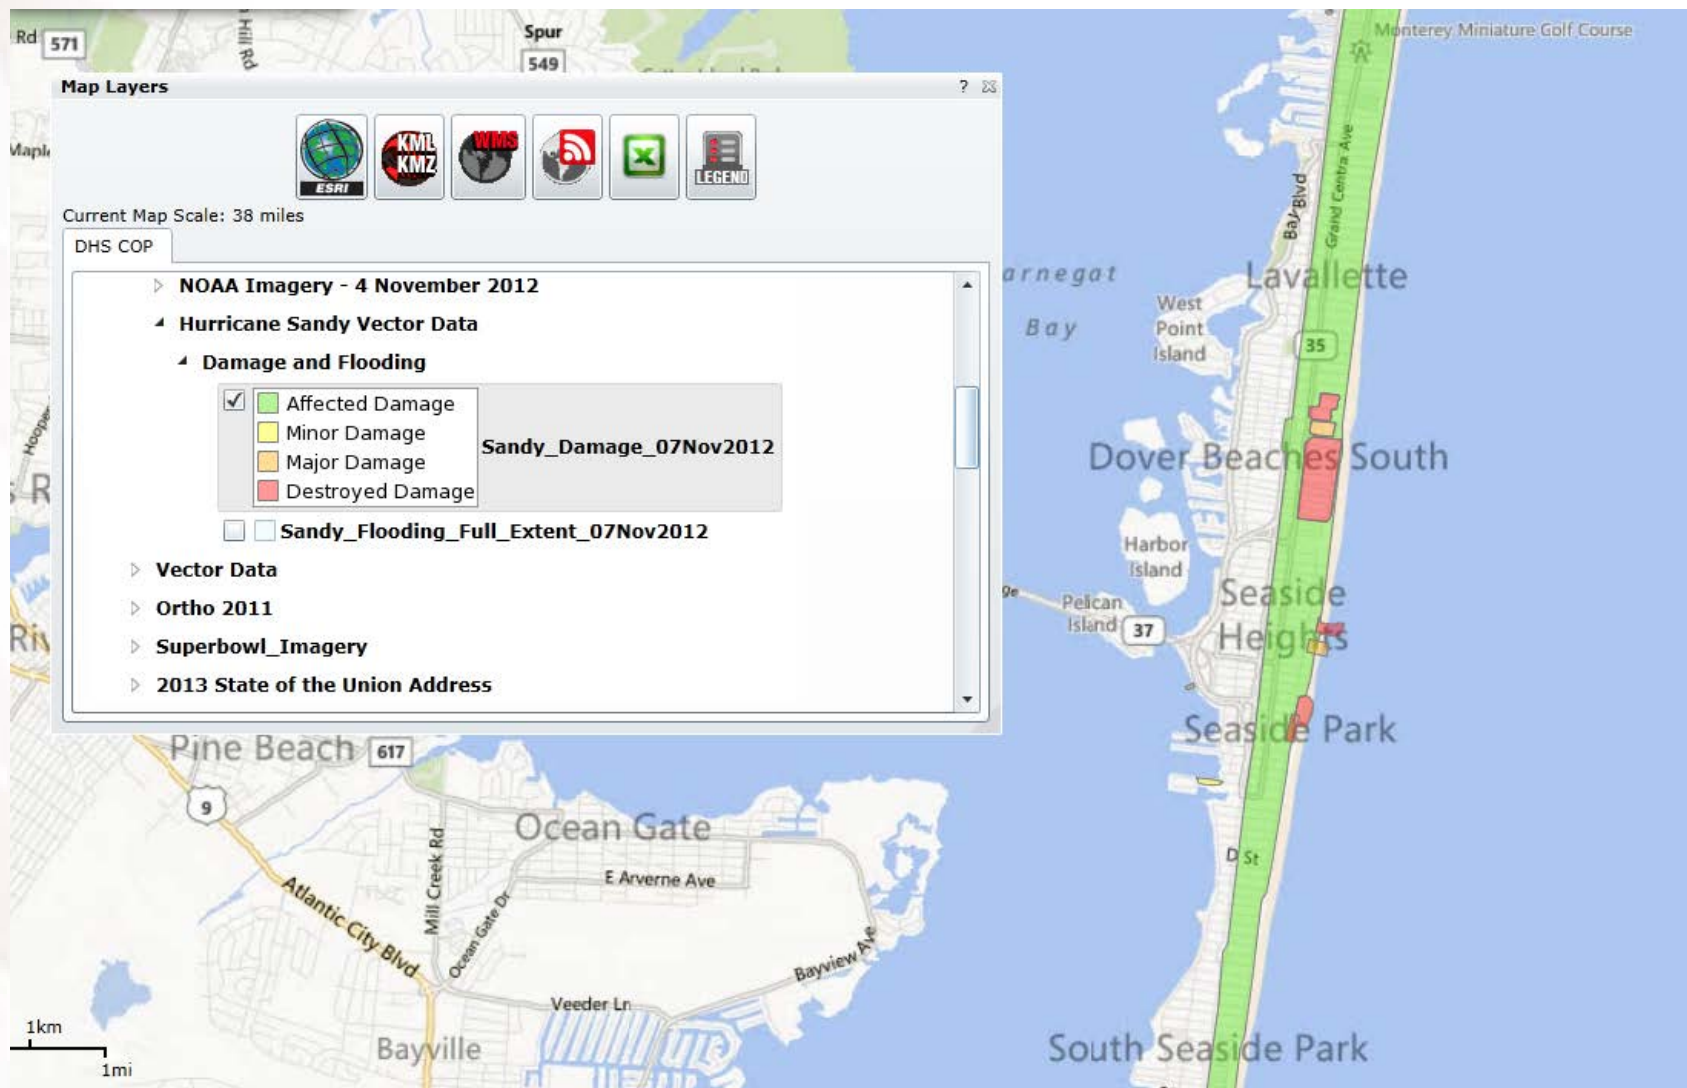 Rd
571
Hill Rd
Spur
549
Monterey Miniature Golf Course
Map Layers
?
KML
KMZ
WMS
ESRI
LEGEND
Current Map Scale: 38 miles
DHS COP
NOAA Imagery - 4 November 2012
Hurricane Sandy Vector Data
Damage and Flooding
Affected Damage
Minor Damage
Major Damage
Destroyed Damage
Sandy_Damage_07Nov2012
Sandy_Flooding_Full_Extent_07Nov2012
Vector Data
Ortho 2011
Superbowl_Imagery
2013 State of the Union Address
Maple
Hooper
Riv
Bay Blvd
Grand Centra Ave
Lavallette
arnegat
Bay
West
Point
Island
35
Dover Beaches South
Harbor
Island
Seaside
Heights
Pelican
Island
37
Seaside Park
Pine Beach
617
9
Ocean Gate
Mill Creek Rd
E Arverne Ave
Ocean Gate Dr
Atlantic City Blvd
Bayview Ave
Veeder Ln
D St
Bayville
South Seaside Park
1km
1mi